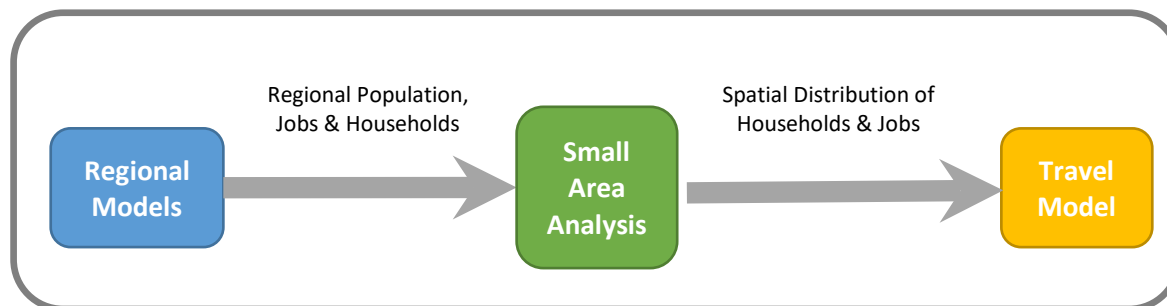 Regional Population,
Jobs & Households
Spatial Distribution of
Households & Jobs
Regional
Models
Small
Area
Analysis
Travel
Model